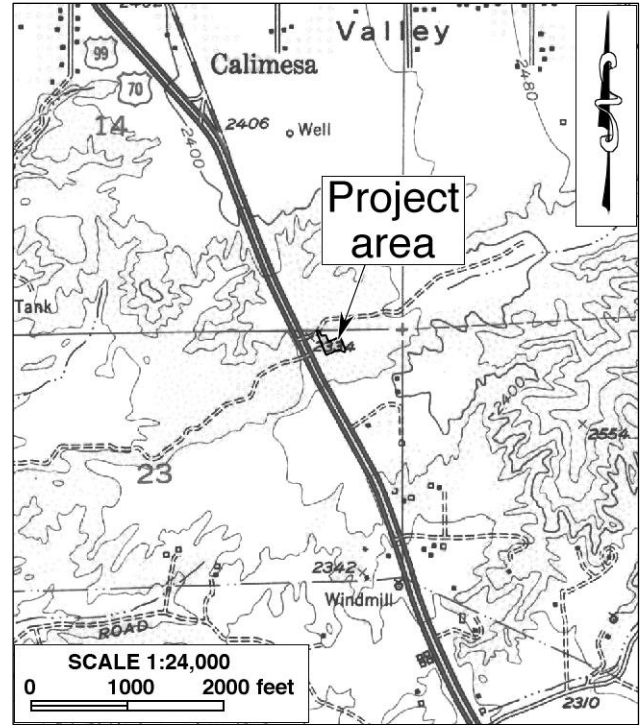 Valley
99
Calimesa
70
2480
14
2406
Well
2400
Project
area
Tank
2334
2400
2554
23
2342
Windmill
ROAD
SCALE 1:24,000
0 1000 2000 feet
2310